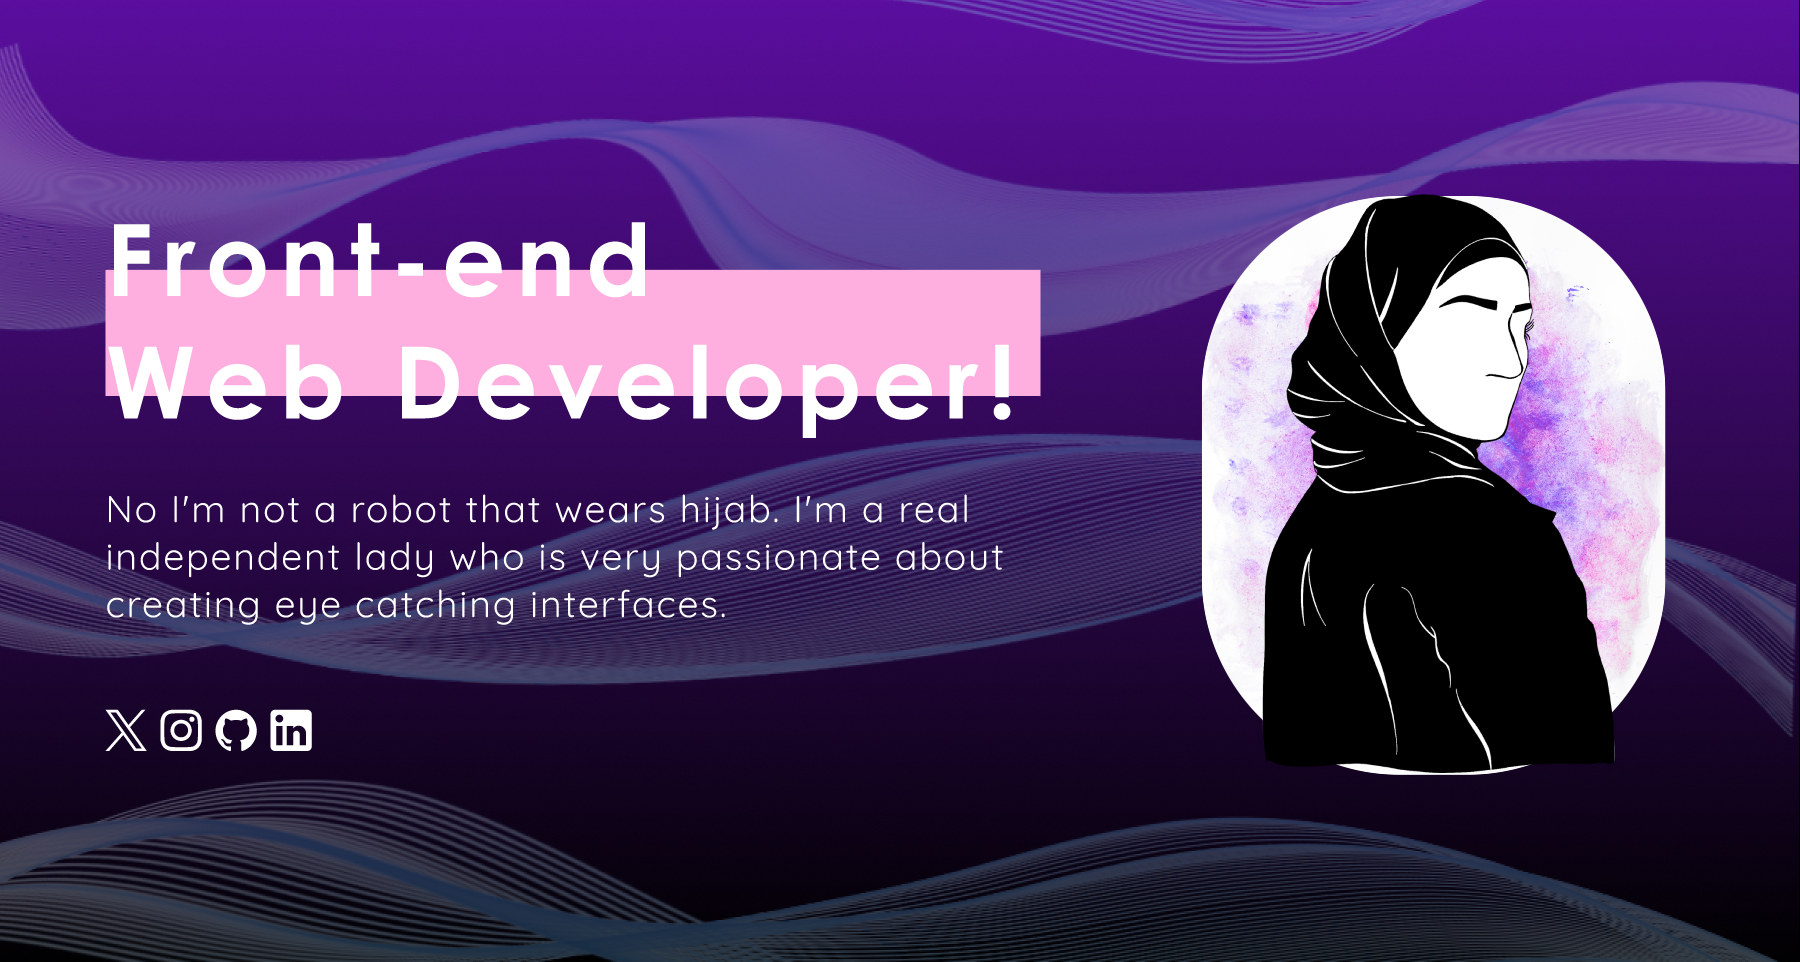 Front-end
Web Developer!
No I'm not a robot that wears hijab. I'm a real
independent lady who is very passionate about
creating eye catching interfaces.